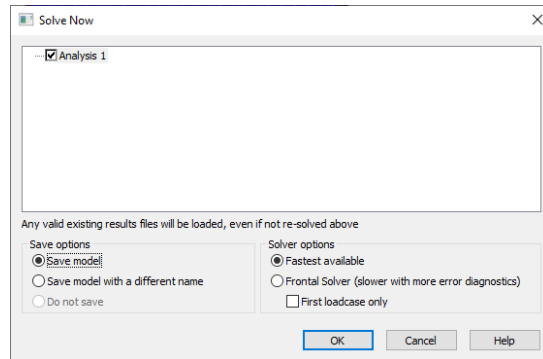 Solve Now
Analysis 1
Any valid existing results files will be loaded, even if not re-solved above
Save options
Save model
Save model with a different name
Do not save
Solver options
Fastest available
Frontal Solver (slower with more error diagnostics)
First loadcase only
OK Cancel Help